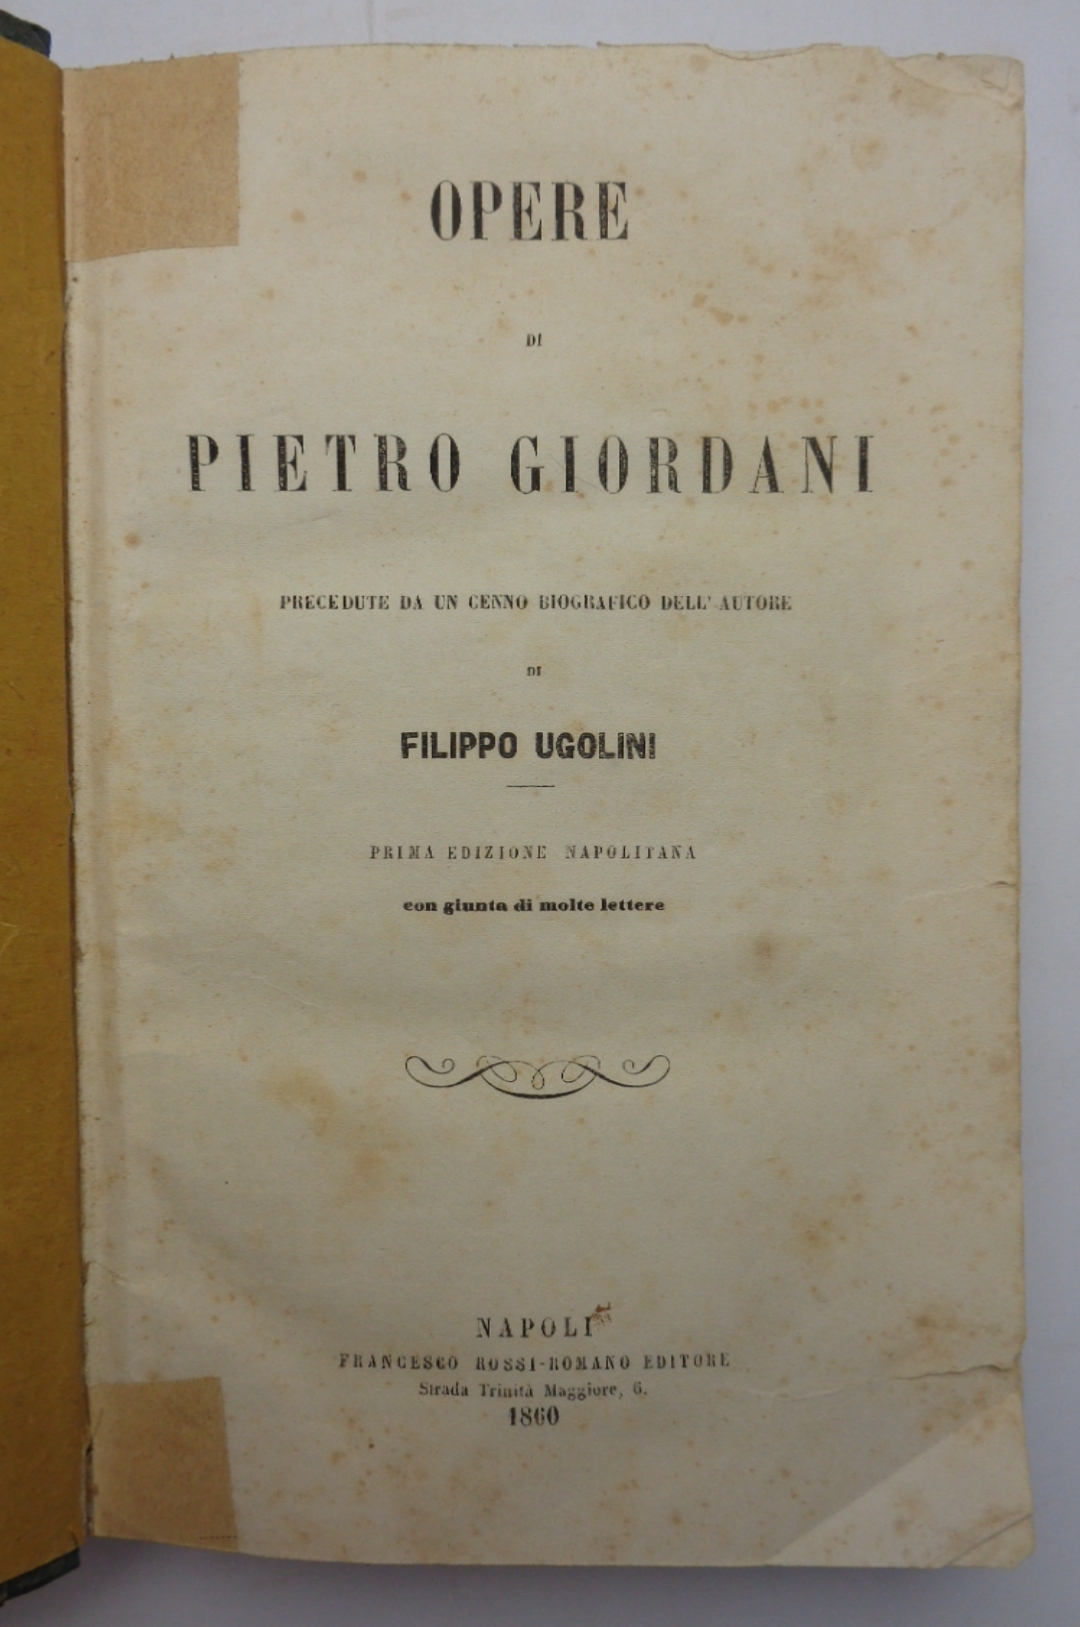 OPERE
DI
PIETRO GIORDANI
PRECEDUTE DA UN CENNO BIOGRAFICO DELL' AUTORE
DI
FILIPPO UGOLINI
PRIMA EDIZIONE NAPOLITANA
con giunta di molte lettere
NAPOLI
FRANCESCO ROSSI-ROMANO EDITORE
Strada Trinità Maggiore, 6.
1860